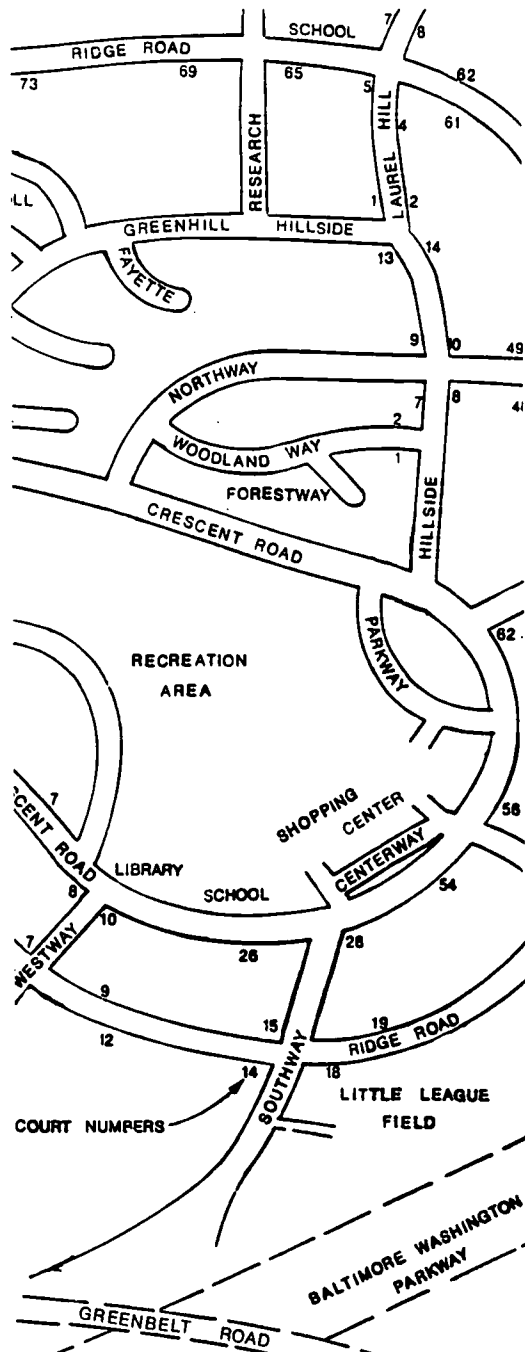 SCHOOL
7
8
RIDGE ROAD
73
69
65
5
62
61
HILL
4
RESEARCH
LAUREL
1
2
LL
GREENHILL
HILLSIDE
FAYETTE
13
14
9
10
49
NORTHWAY
7
8
48
2
WOODLAND WAY
1
FORESTWAY
HILLSIDE
CRESCENT ROAD
62
PARKWAY
RECREATION
AREA
SHOPPING
CENTER
56
7
CENTERWAY
CENT ROAD
LIBRARY
SCHOOL
54
8
10
26
28
7
WESTWAY
9
12
15
19
RIDGE ROAD
14
18
SOUTHWAY
COURT NUMPERS
LITTLE LEAGUE
FIELD
BALTIMORE WASHINGTON
PARKWAY
GREENBELT ROAD